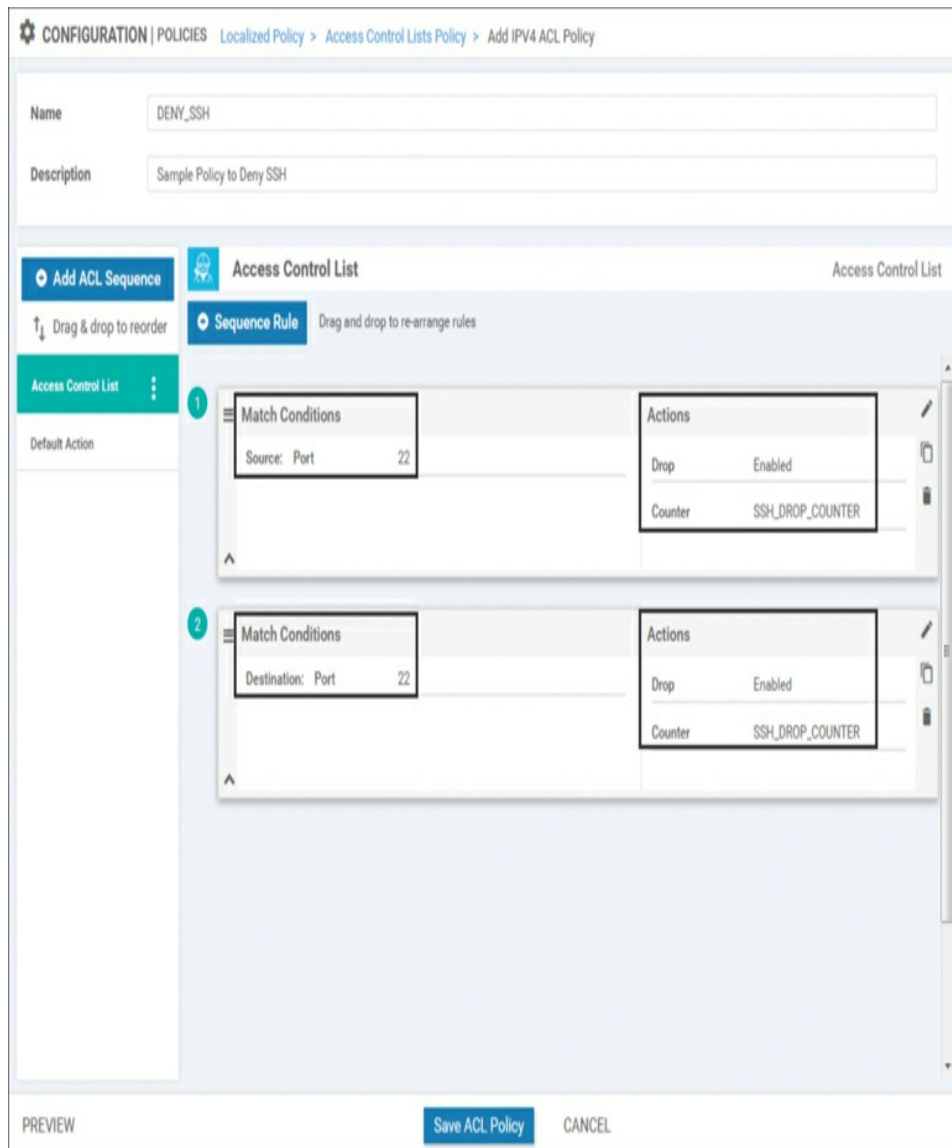 CONFIGURATION | POLICIES Localized Policy > Access Control Lists Policy > Add IPV4 ACL Policy
Name DENY_SSH
Description Sample Policy to Deny SSH
Add ACL Sequence
Drag & drop to reorder
Access Control List
Default Action
Access Control List Access Control List
Sequence Rule Drag and drop to re-arrange rules
1
Match Conditions Actions
Source: Port 22 Drop Enabled
Counter SSH_DROP_COUNTER
2
Match Conditions Actions
Destination: Port 22 Drop Enabled
Counter SSH_DROP_COUNTER
PREVIEW Save ACL Policy CANCEL